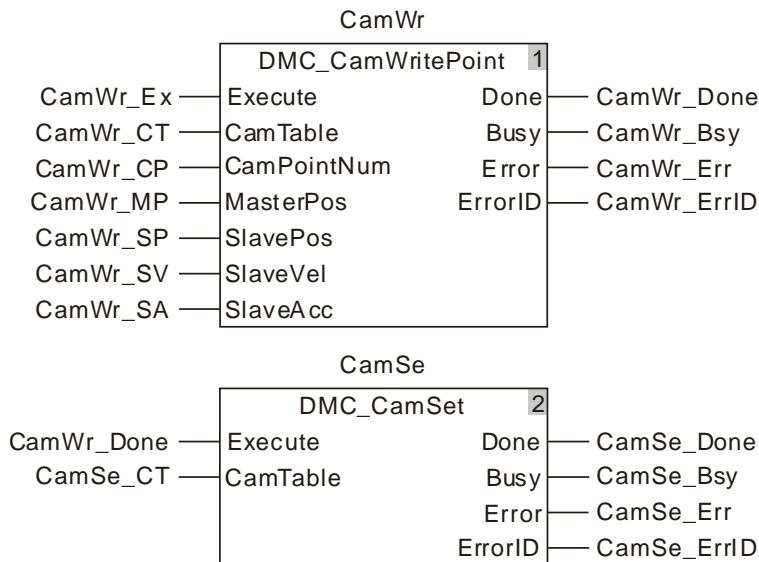 CamWr
DMC_CamWritePoint 1
CamWr_Ex Execute Done CamWr_Done
CamWr_CT CamTable Busy CamWr_Bsy
CamWr_CP CamPointNum Error CamWr_Err
CamWr_MP MasterPos ErrorID CamWr_ErrID
CamWr_SP SlavePos
CamWr_SV SlaveVel
CamWr_SA SlaveAcc
CamSe
DMC_CamSet 2
CamWr_Done Execute Done CamSe_Done
CamSe_CT CamTable Busy CamSe_Bsy
Error CamSe_Err
ErrorID CamSe_ErrID